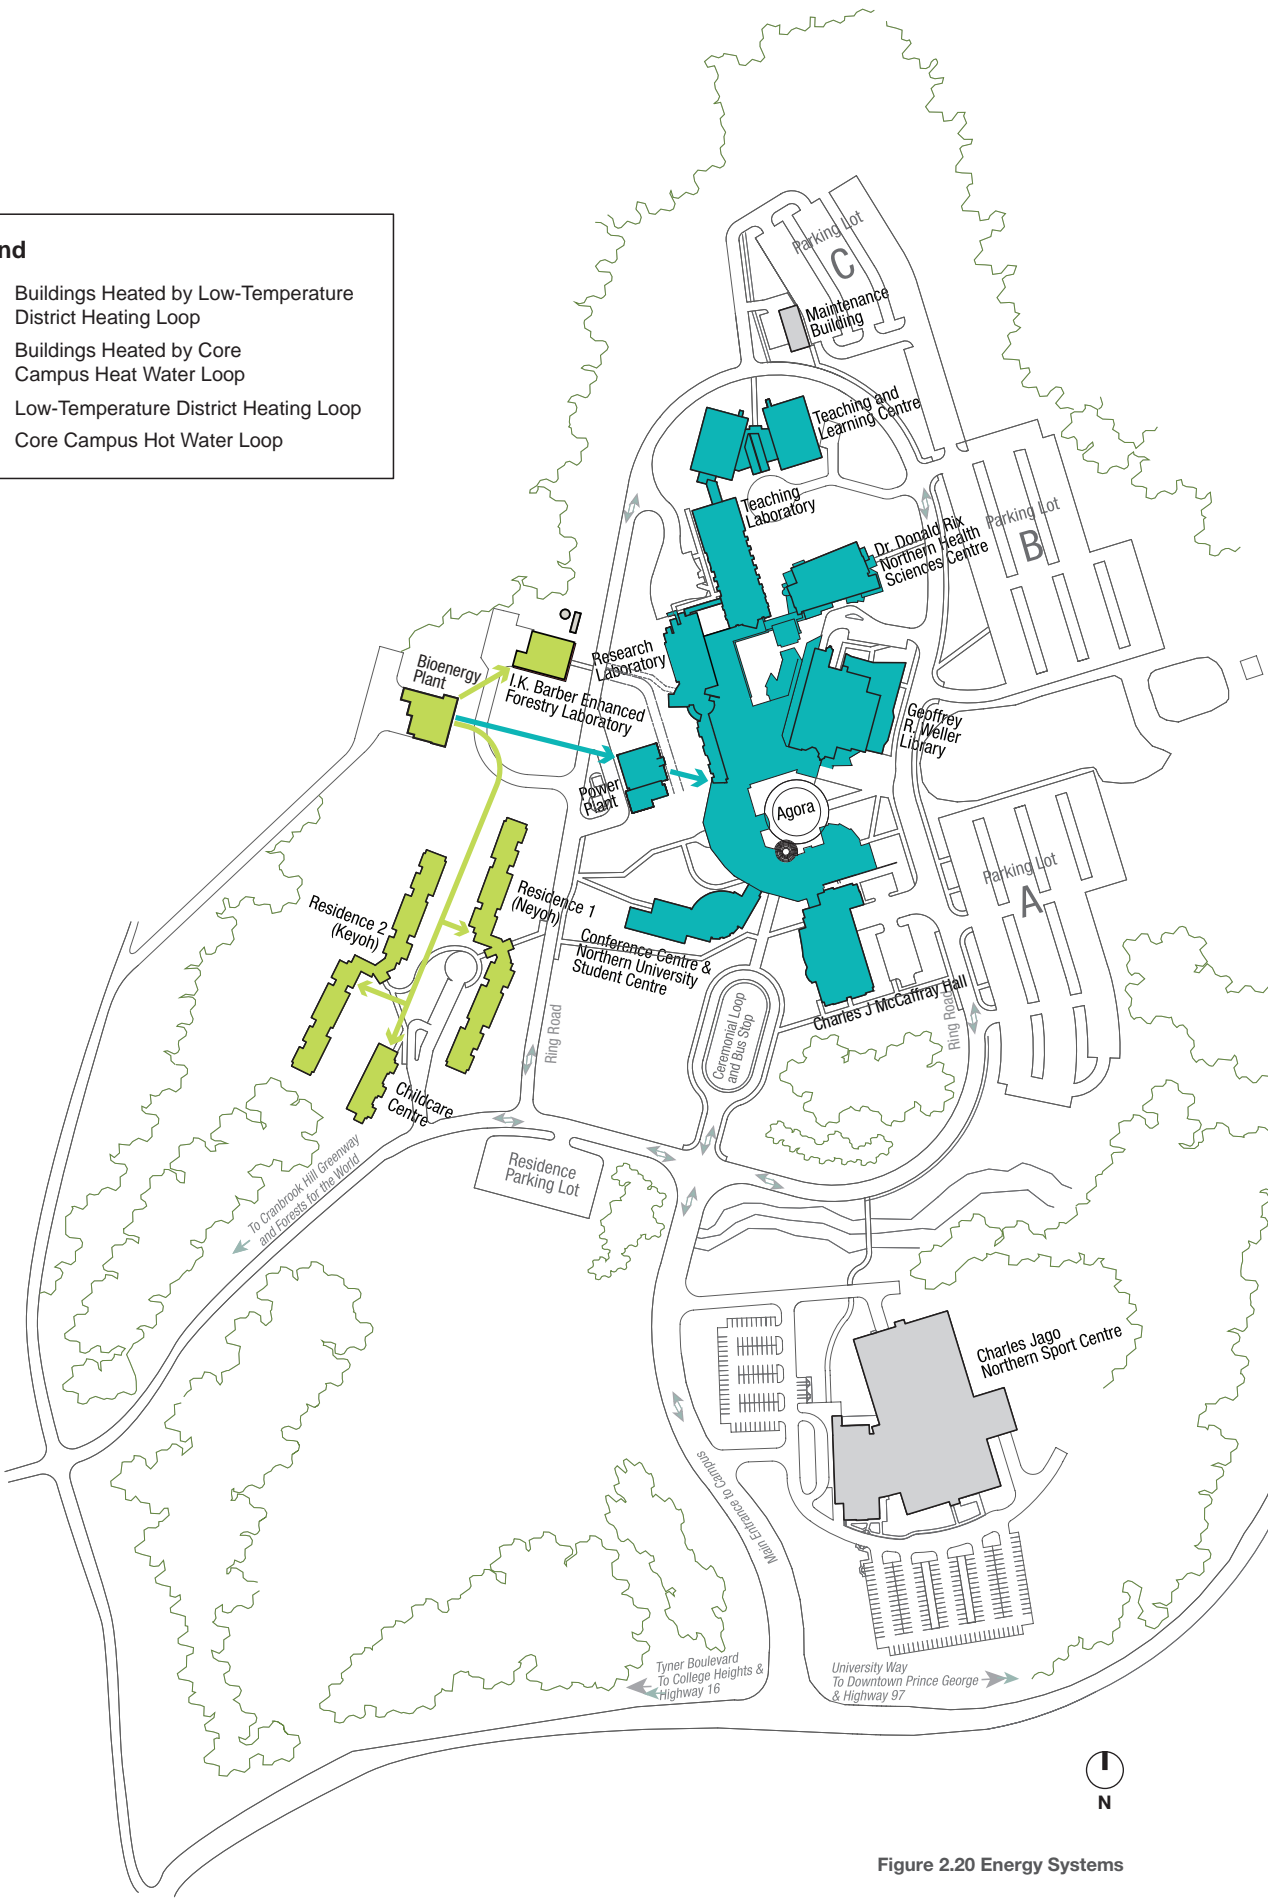 nd
Buildings Heated by Low-Temperature
District Heating Loop
Buildings Heated by Core
Campus Heat Water Loop
Low-Temperature District Heating Loop
Core Campus Hot Water Loop
Parking Lot
C
Maintenance
Building
Teaching and
Learning Centre
Teaching
Laboratory
Dr. Donald Rix
Northern Health
Sciences Centre
Parking Lot
B
Research
Laboratory
Bioenergy
Plant
I.K. Barber Enhanced
Forestry Laboratory
Geoffrey
R. Weller
Library
Power
Plant
Agora
Parking Lot
A
Residence 1
(Neyoh)
Residence 2
(Keyoh)
Conference Centre &
Northern University
Student Centre
Charles J McCaffray Hall
Ring Road
Ceremonial Loop
and Bus Stop
Ring Road
Childcare
Centre
Residence
Parking Lot
To Cranbrook Hill Greenway
and Forests for the World
Charles Jago
Northern Sport Centre
Main Entrance to Campus
Tyner Boulevard
To College Heights &
Highway 16
University Way
To Downtown Prince George
& Highway 97
N
Figure 2.20 Energy Systems